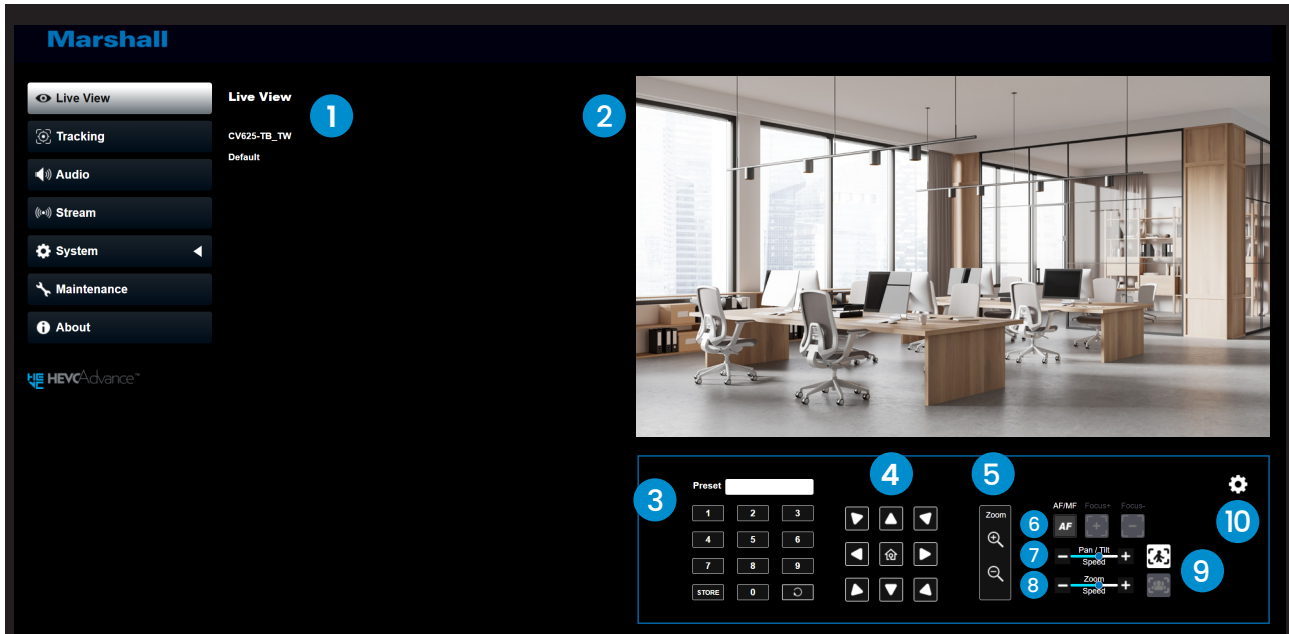 Marshall
Live View
Tracking
Audio
Stream
System
Maintenance
About
HEVCAdvance™
Live View
CV625-TB_TW
Default
1
2
3
Preset
1 2 3
4 5 6
7 8 9
STORE 0
4
5
Zoom
AF/MF Focus+ Focus-
6
AF
7
Pan / Tilt
Speed
8
Zoom
Speed
9
10